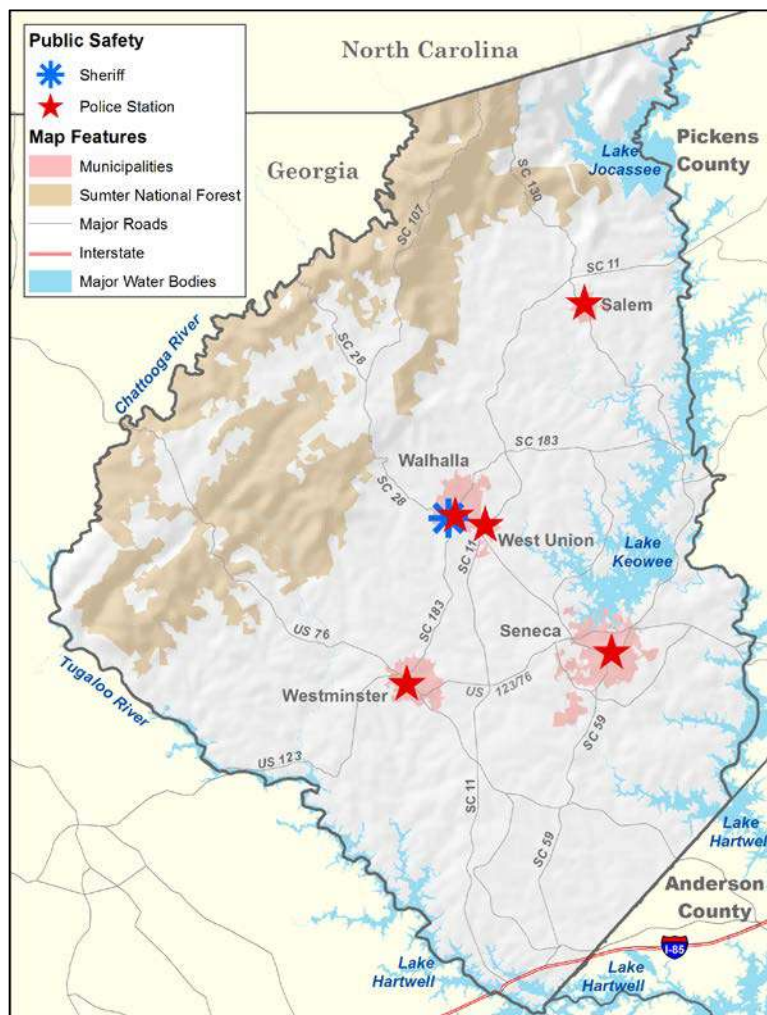 Public Safety
Sheriff
Police Station
Map Features
Municipalities
Sumter National Forest
Major Roads
Interstate
Major Water Bodies
North Carolina
Georgia
Pickens
County
Lake
Jocassee
SC 107
SC 130
SC 11
Salem
Chattooga River
SC 28
SC 183
Walhalla
SC 28
West Union
SC 11
Lake
Keowee
SC 183
US 76
Seneca
Westminster
US 123/76
Tugaloo River
SC 59
US 123
SC 11
SC 59
Lake
Hartwell
Anderson
County
I-85
Lake
Hartwell
Lake
Hartwell